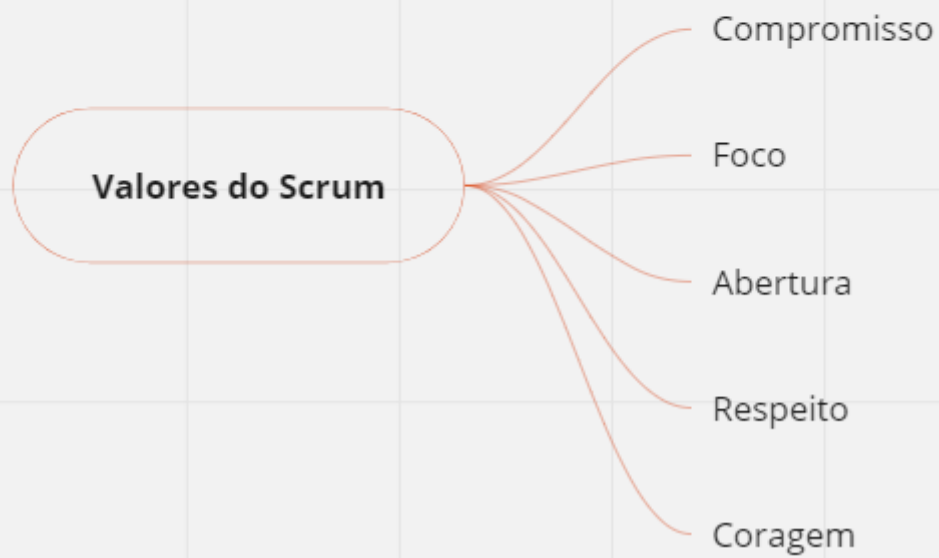 Valores do Scrum
Compromisso
Foco
Abertura
Respeito
Coragem